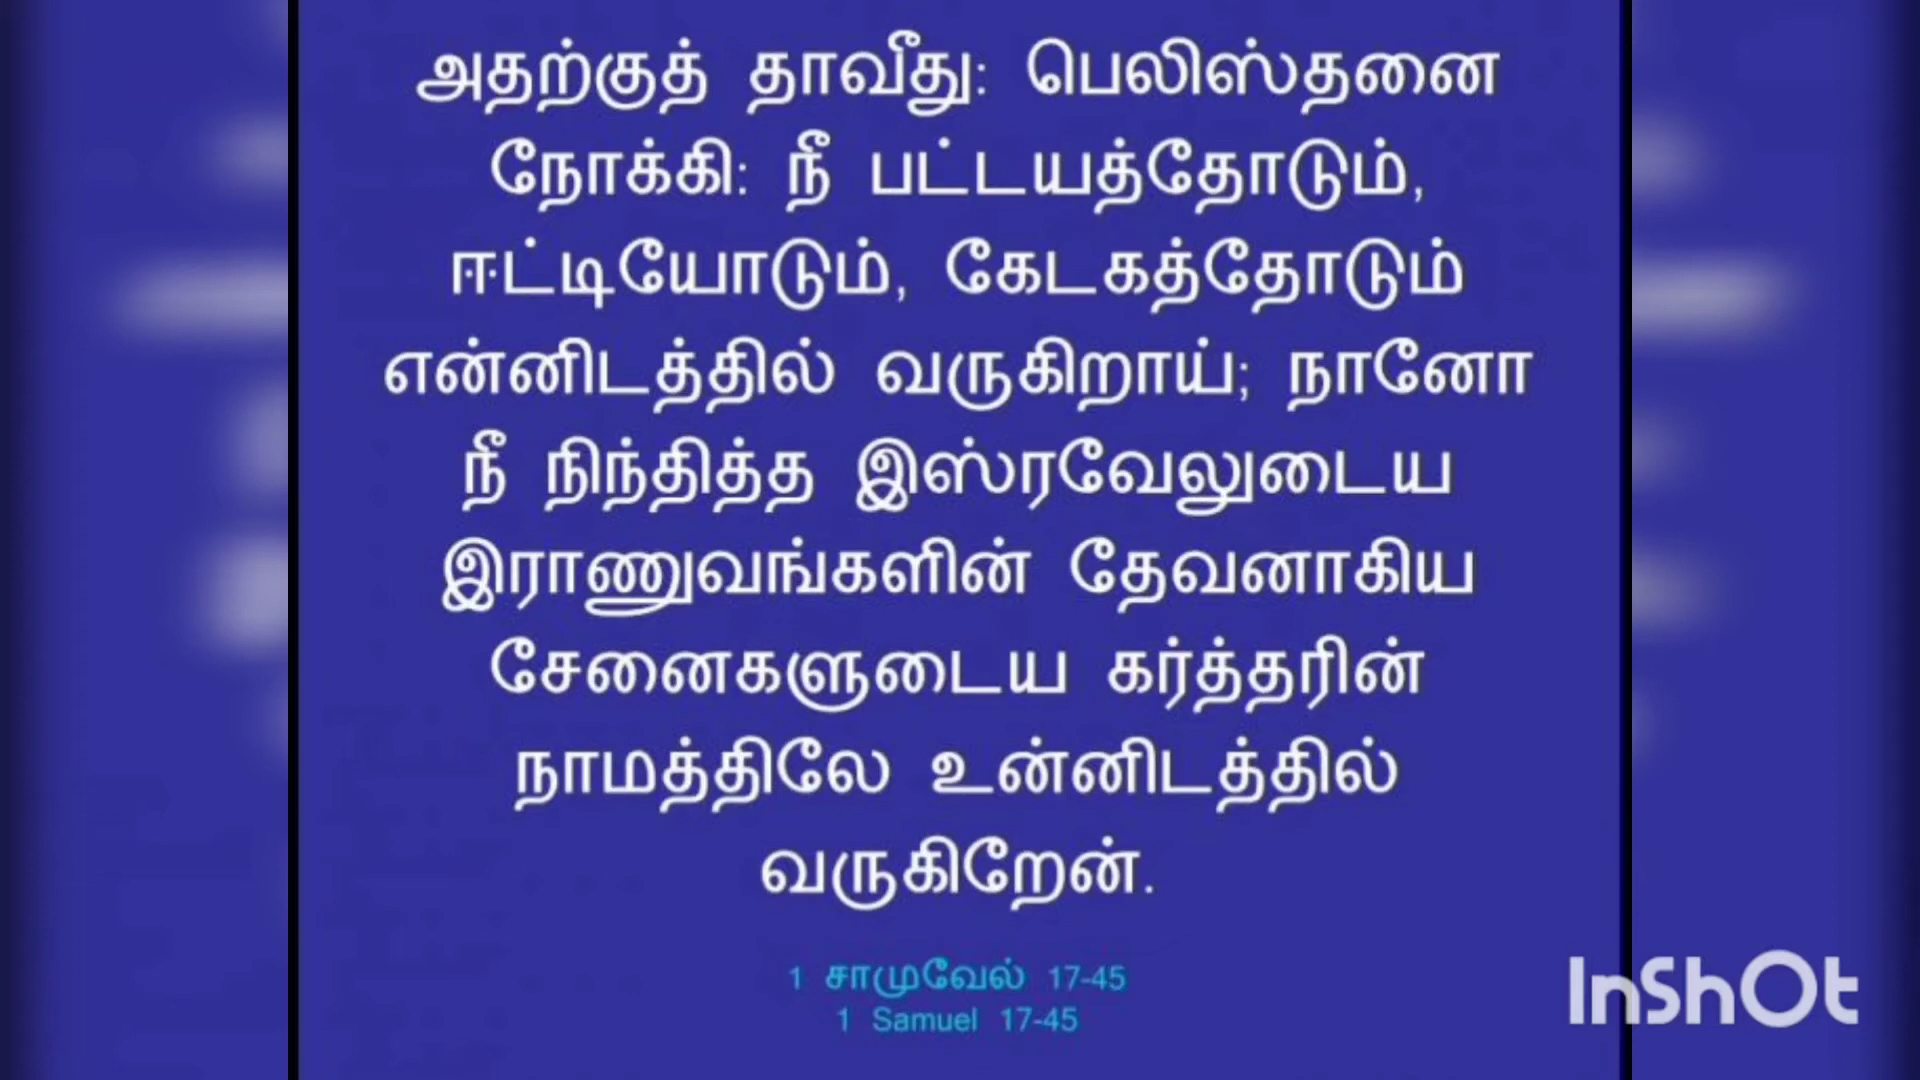 அதற்குத் தாவீது: பெலிஸ்தனை
நோக்கி: நீ பட்டயத்தோடும்,
ஈட்டியோடும், கேடகத்தோடும்
என்னிடத்தில் வருகிறாய்; நானோ
நீ நிந்தித்த இஸ்ரவேலுடைய
இராணுவங்களின் தேவனாகிய
சேனைகளுடைய கர்த்தரின்
நாமத்திலே உன்னிடத்தில்
வருகிறேன்.
1 சாமுவேல் 17-45
1 Samuel 17-45
InShOt